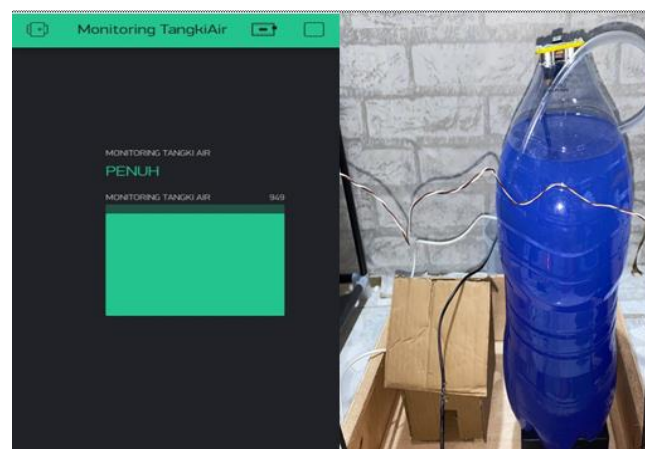 Monitoring TangkiAir
MONITORING TANGKI AIR
PENUH
MONITORING TANGKI AIR 949